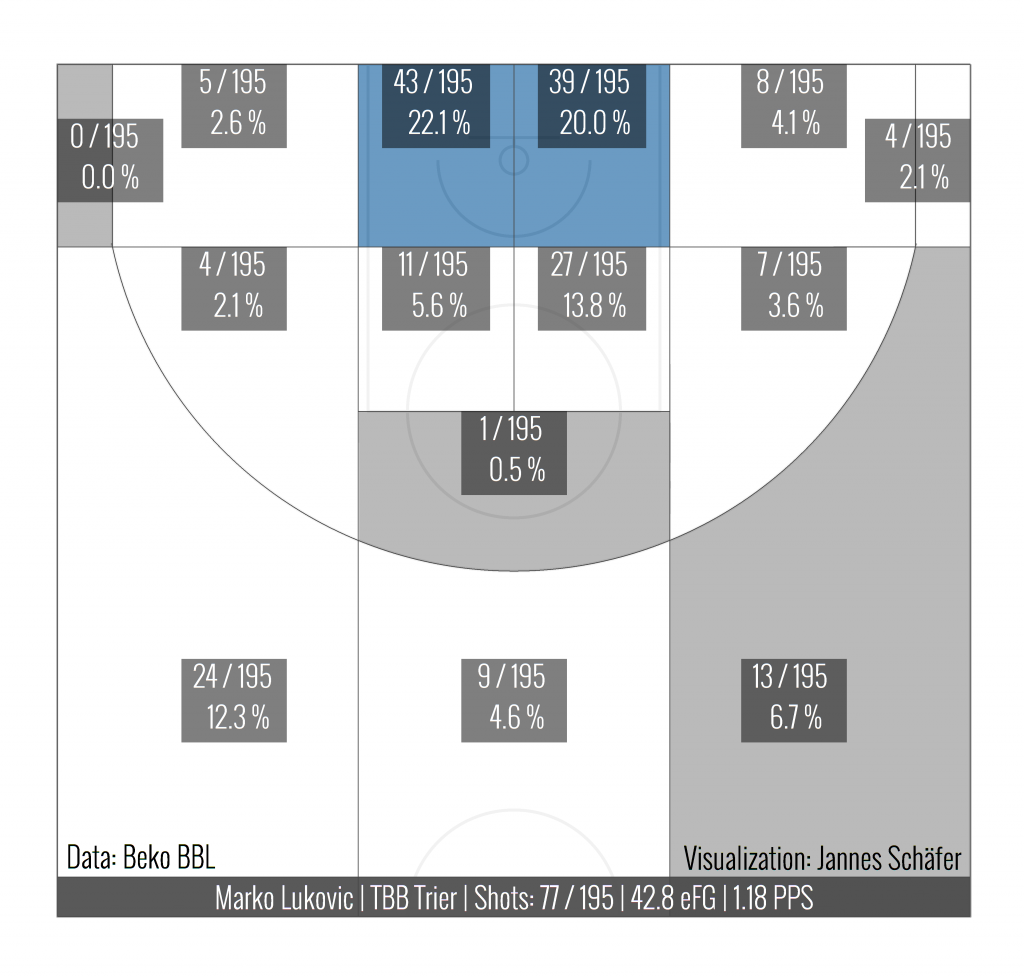 5 / 195
2.6 %
43 / 195
22.1 %
39 / 195
20.0 %
8 / 195
4.1 %
0 / 195
0.0 %
4 / 195
2.1 %
4 / 195
2.1 %
11 / 195
5.6 %
27 / 195
13.8 %
7 / 195
3.6 %
1 / 195
0.5 %
24 / 195
12.3 %
9 / 195
4.6 %
13 / 195
6.7 %
Data: Beko BBL
Visualization: Jannes Schäfer
Marko Lukovic | TBB Trier | Shots: 77 / 195 | 42.8 eFG | 1.18 PPS